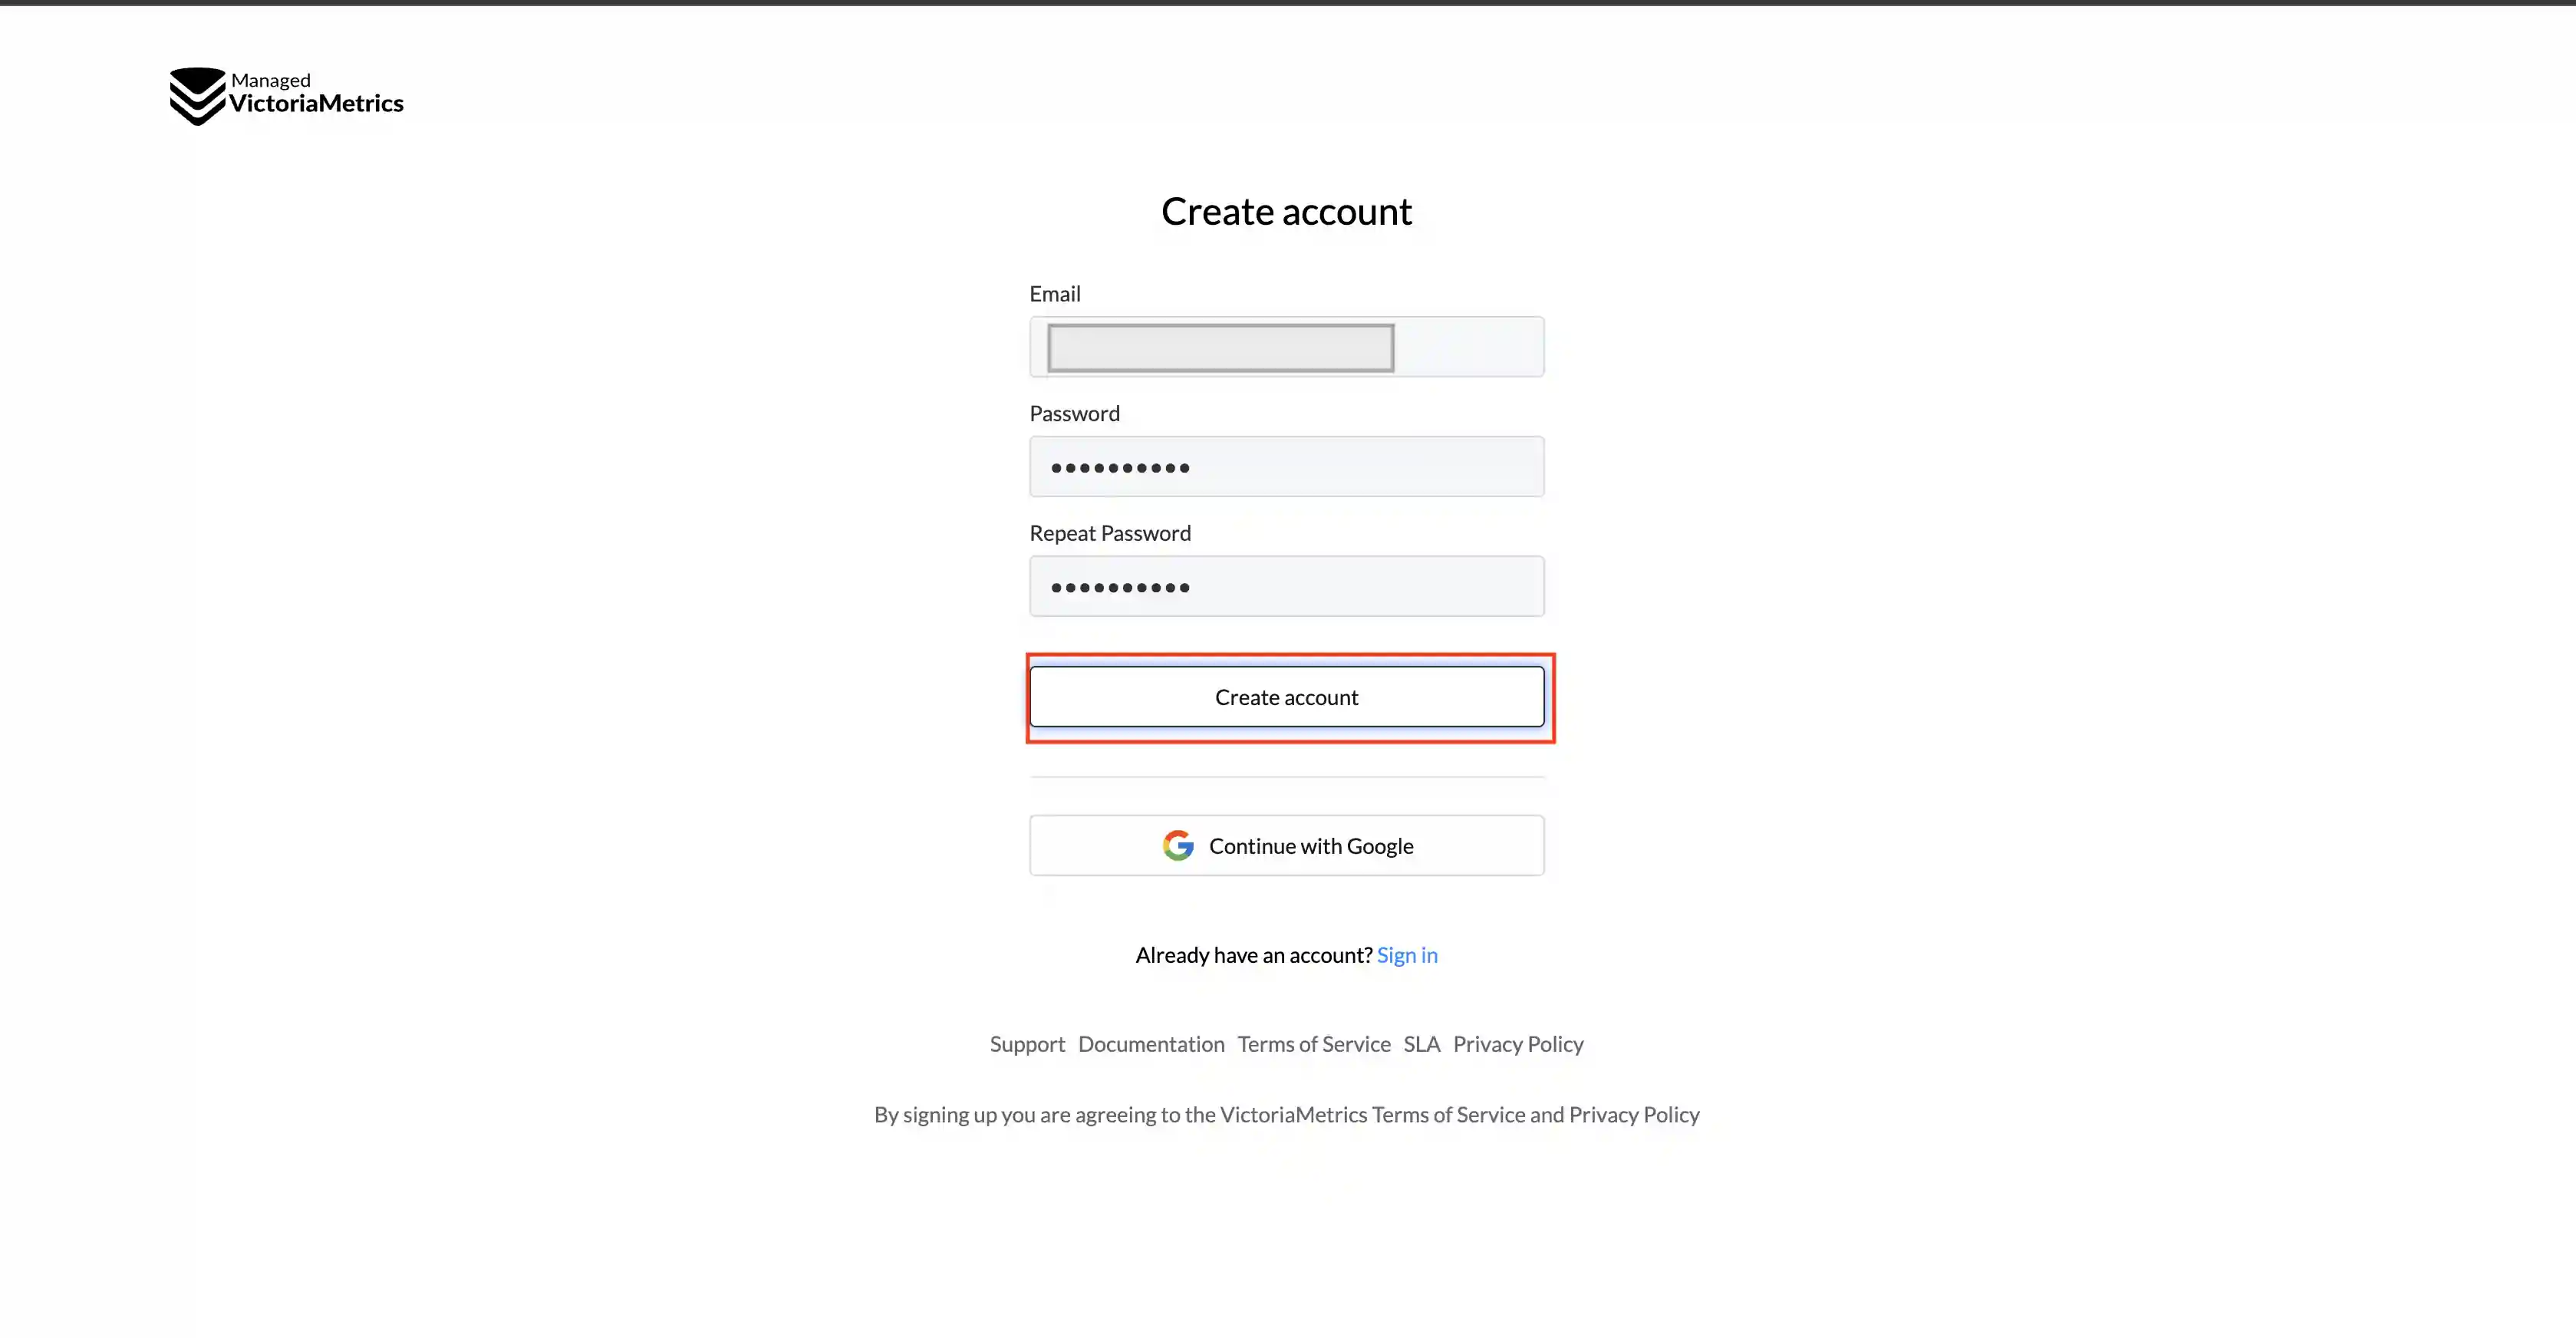 Managed
VictoriaMetrics
Create account
Email
Password
••••••••••
Repeat Password
••••••••••
Create account
Continue with Google
Already have an account? Sign in
Support Documentation Terms of Service SLA Privacy Policy
By signing up you are agreeing to the VictoriaMetrics Terms of Service and Privacy Policy